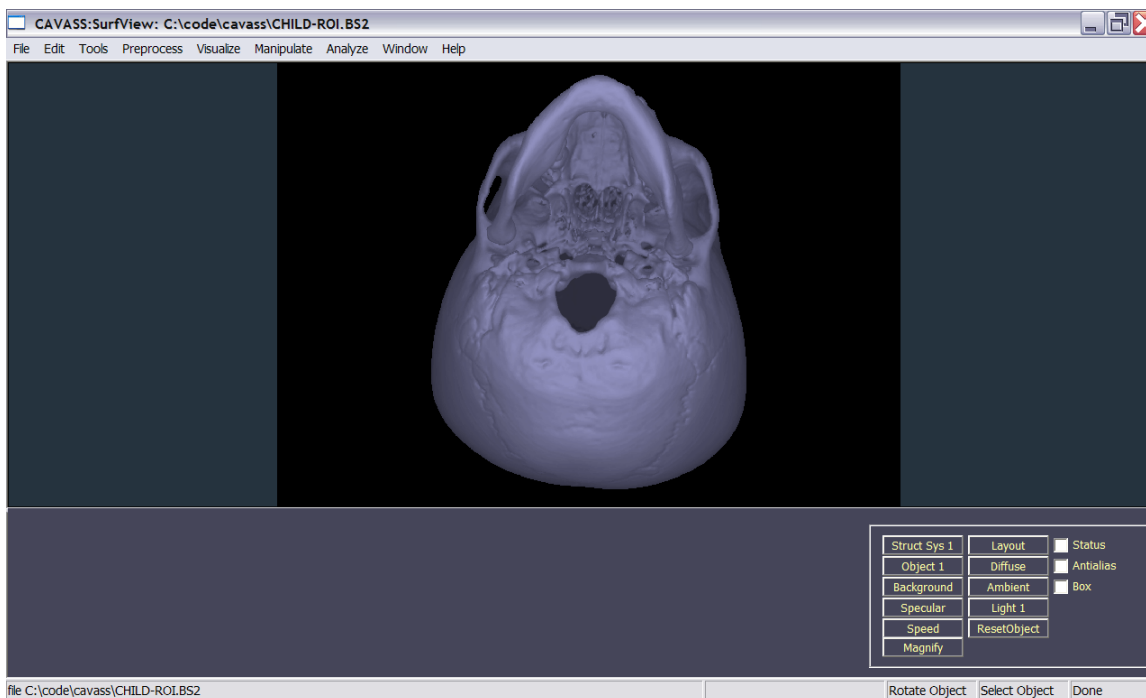 CAVASS:SurfView: C:\code\cavass\CHILD-ROI.BS2
File Edit Tools Preprocess Visualize Manipulate Analyze Window Help
Struct Sys 1 Layout Status
Object 1 Diffuse Antialias
Background Ambient Box
Specular Light 1
Speed ResetObject
Magnify
file C:\code\cavass\CHILD-ROI.BS2 Rotate Object Select Object Done